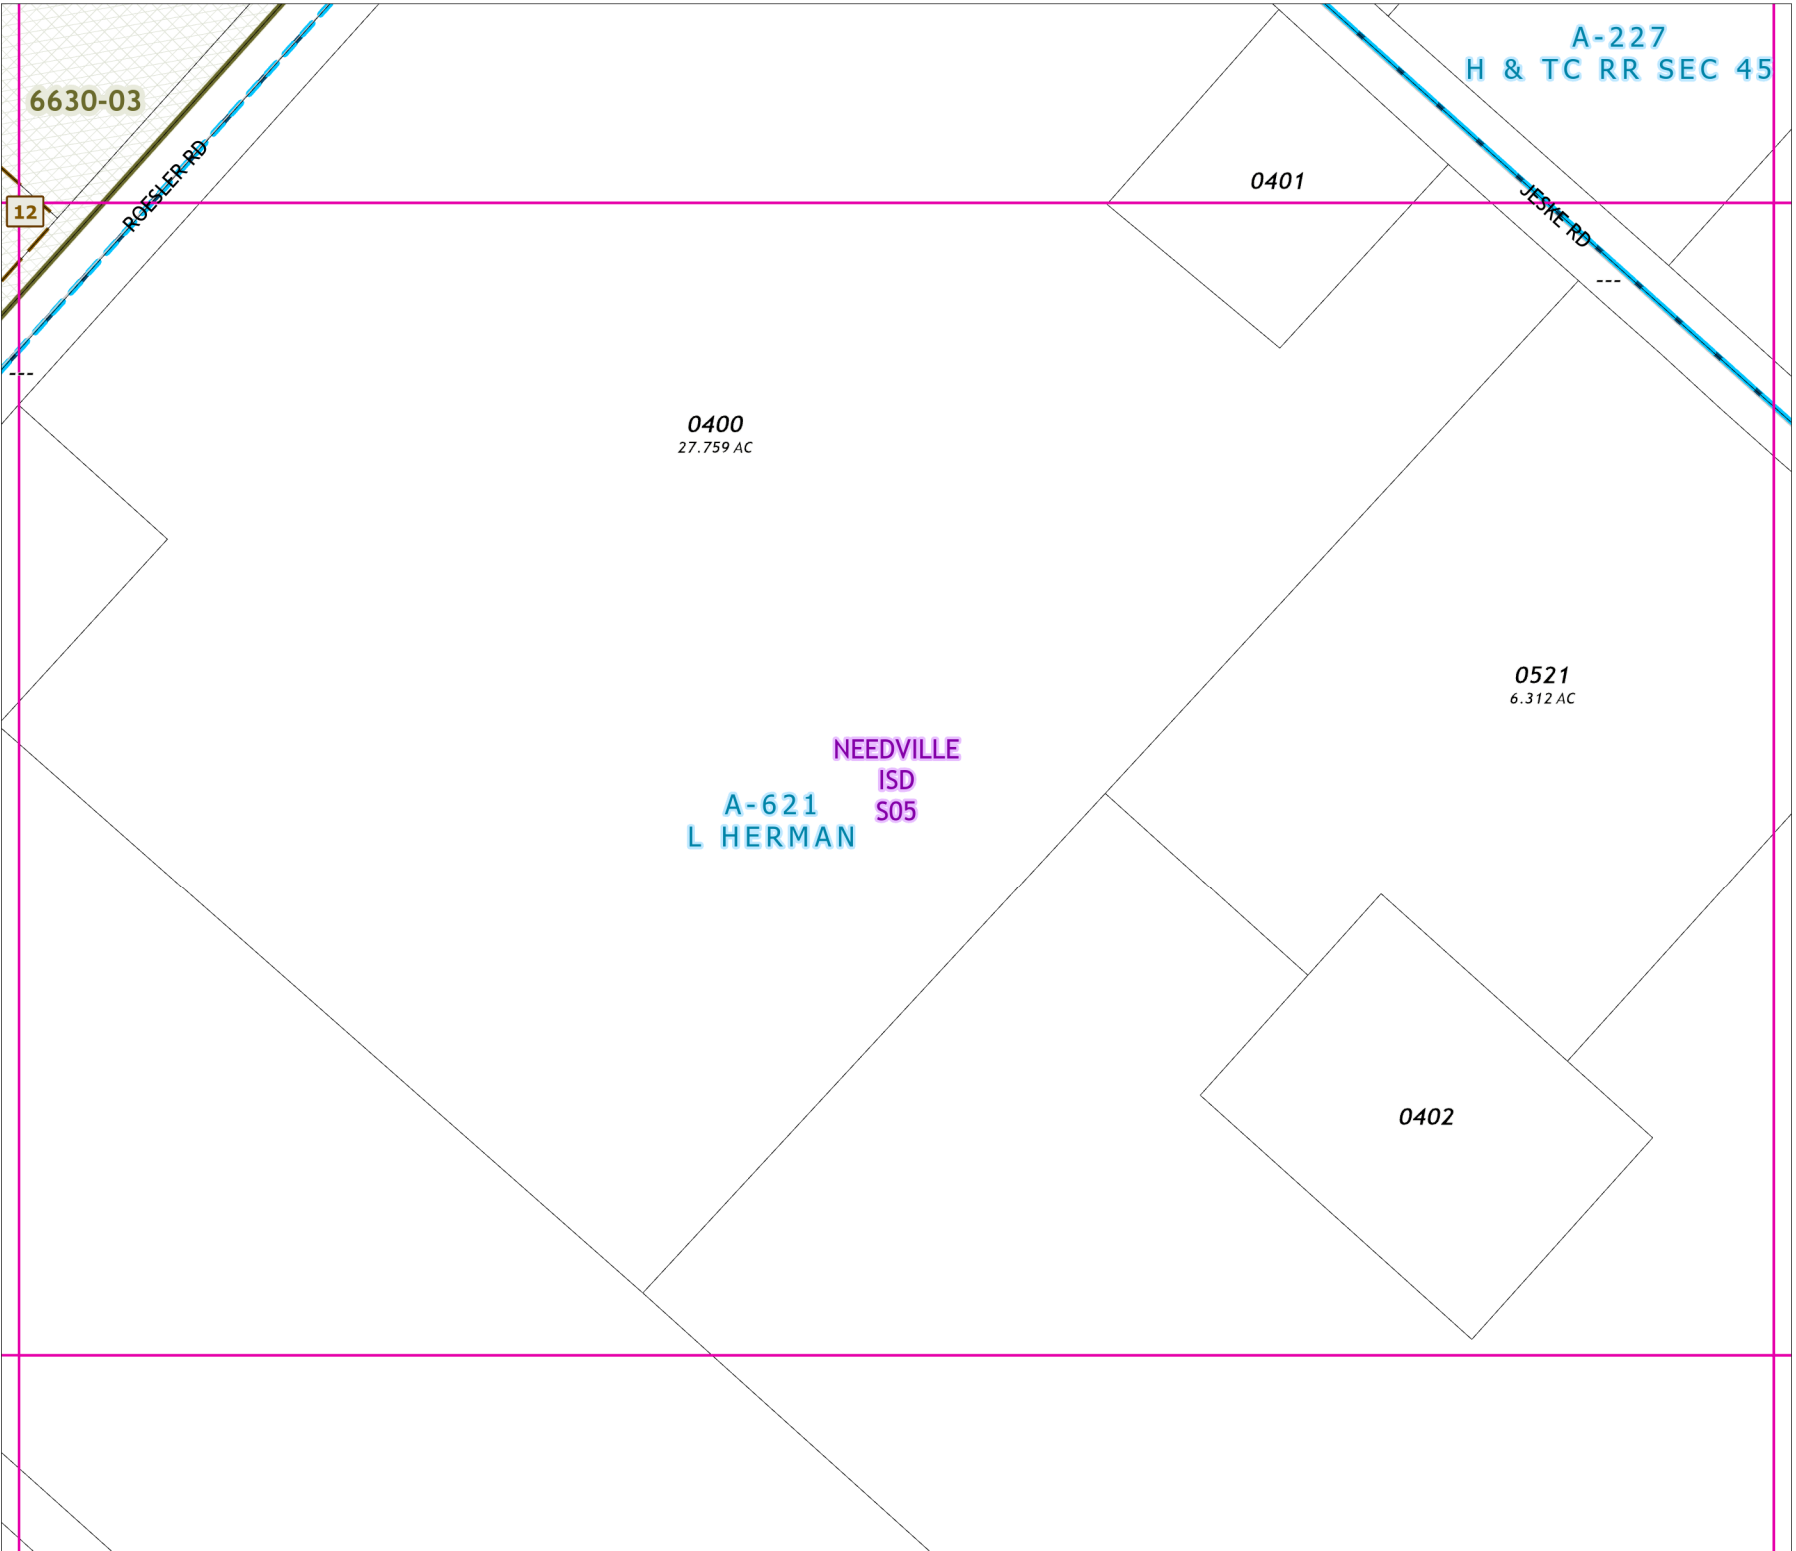 A-227
H & TC RR SEC 45
6630-03
ROESLER RD
0401
12
JESKE RD
---
---
0400
27.759 AC
0521
6.312 AC
NEEDVILLE
ISD
S05
A-621
L HERMAN
0402